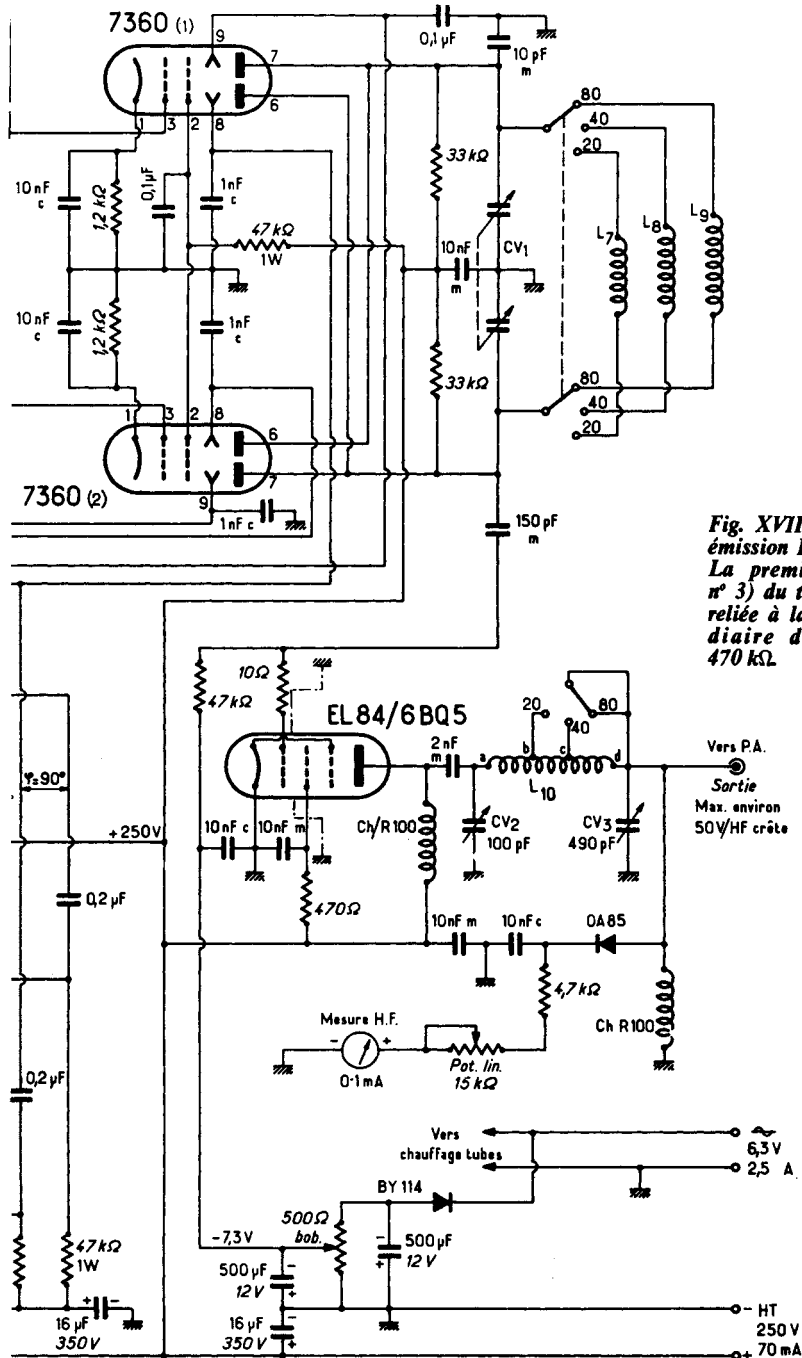 7360 (1)
9
0,1 µF
10 pF
m
7
6
1
3
2
8
80
40
20
10 nF
c
1,2 kΩ
0,1µF
1nF
c
33 kΩ
47 kΩ
1W
10nF
m
CV1
L7
L8
L9
10 nF
c
1,2 kΩ
1nF
c
33 kΩ
80
40
20
1
3
2
8
6
7
7360 (2)
9
1nF c
150 pF
m
Fig. XVII
émission
La premi
n° 3) du t
reliée à la
diaire d
470 kΩ.
47 kΩ
10Ω
EL84/6BQ5
20
40
80
2 nF
m
a
b
c
d
L10
Vers P.A.
Sortie
Max. environ
50V/HF crête
φ=90°
+250V
10nF c
10nF m
Ch/R100
CV2
100 pF
CV3
490 pF
0,2 µF
470Ω
10nF m
10nF c
OA85
4,7 kΩ
Ch R100
Mesure H.F.
-
+
0-1mA
Pot. lin.
15 kΩ
0,2 µF
Vers
chauffage tubes
6,3 V
2,5 A
BY 114
-7,3 V
500Ω
bob.
500 µF
12 V
-
+
500 µF
12 V
-
+
47 kΩ
1W
+
-
16 µF
350 V
16 µF
350 V
-
+
- HT
250 V
+ 70 mA